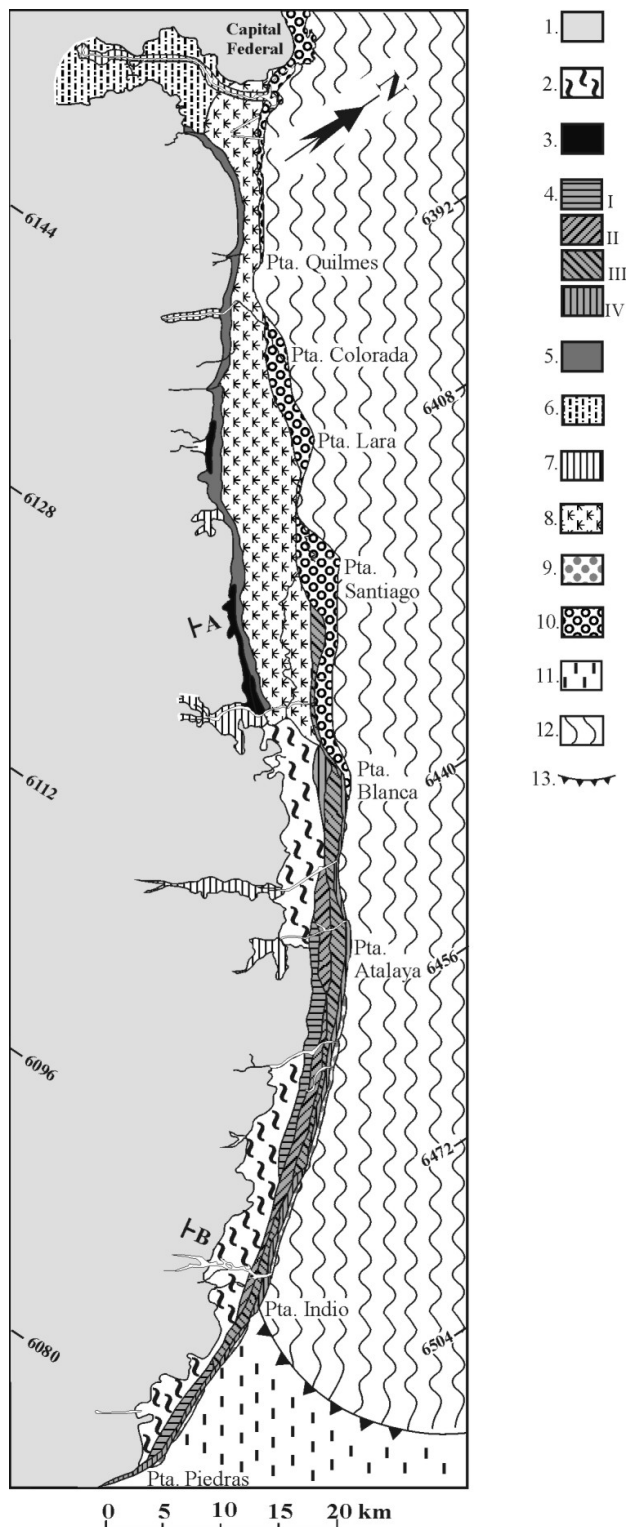 Capital
Federal
N
6144
6392
Pta. Quilmes
Pta. Colorada
6408
Pta. Lara
6128
Pta.
Santiago
A
Pta.
Blanca
6440
6112
Pta.
Atalaya
6456
6096
6472
B
Pta. Indio
6080
6504
Pta. Piedras
0 5 10 15 20 km
1.
2.
3.
4. I
II
III
IV
5.
6.
7.
8.
9.
10.
11.
12.
13.